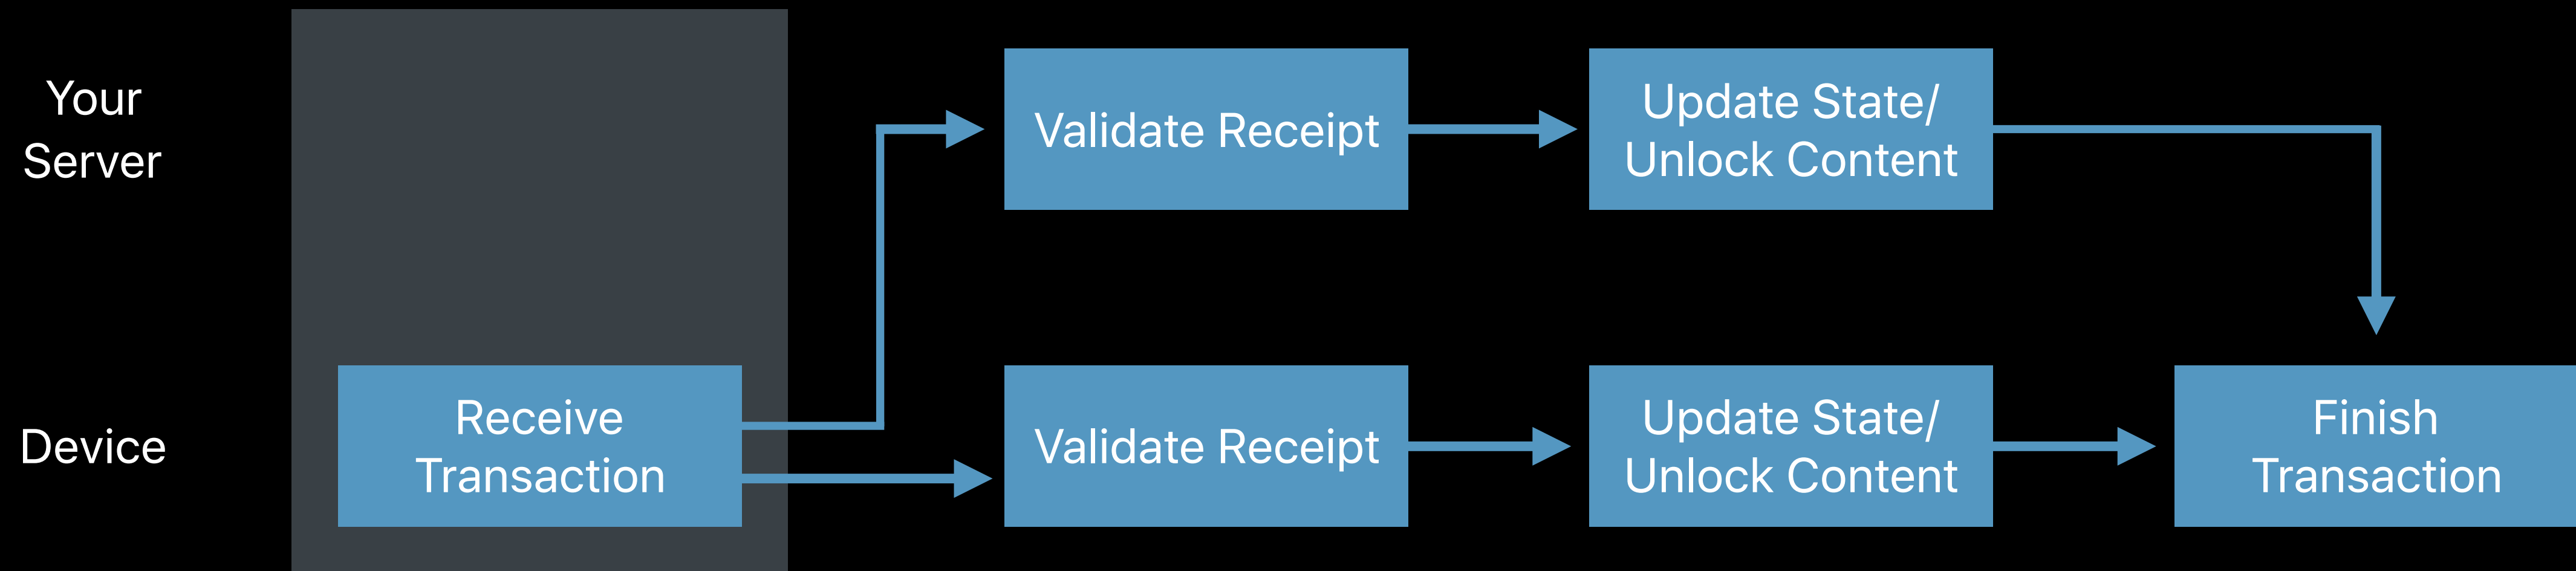 Your
Server
Validate Receipt
Update State/
Unlock Content
Device
Receive
Transaction
Validate Receipt
Update State/
Unlock Content
Finish
Transaction